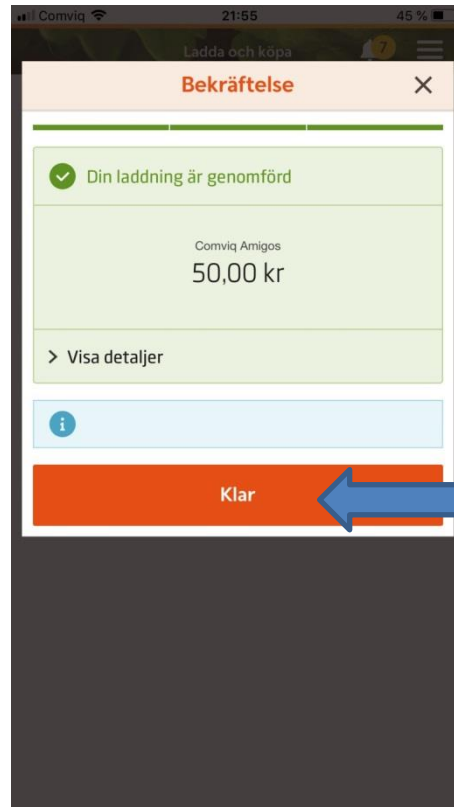 Comviq 21:55 45 %
Ladda och köpa 7
Bekräftelse
Din laddning är genomförd
Comviq Amigos
50,00 kr
Visa detaljer
Klar